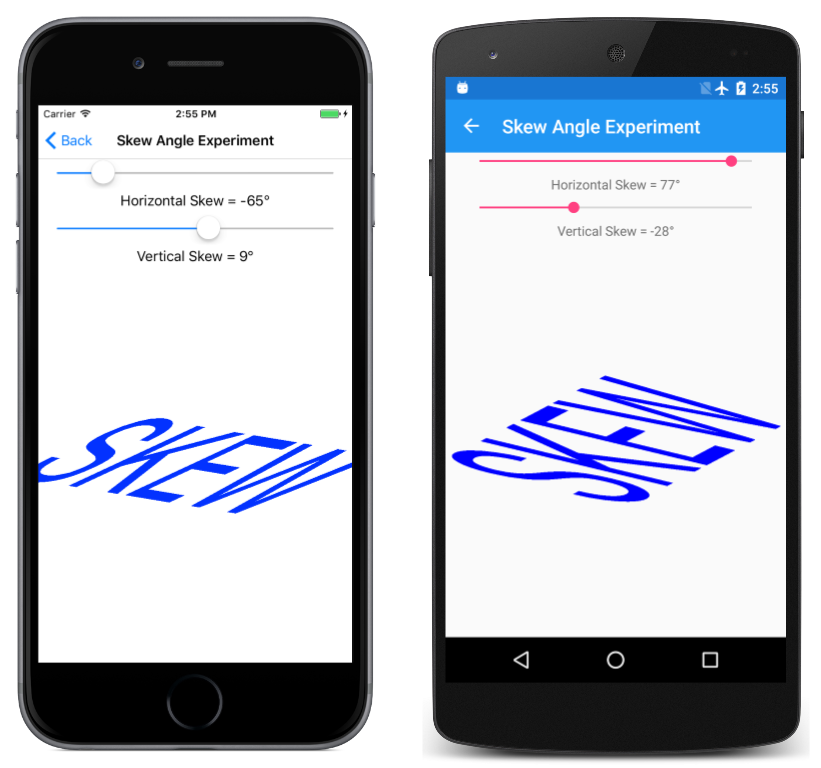 Carrier 2:55 PM
Back Skew Angle Experiment
Horizontal Skew = -65°
Vertical Skew = 9°
SKEW
2:55
Skew Angle Experiment
Horizontal Skew = 77°
Vertical Skew = -28°
SKEW